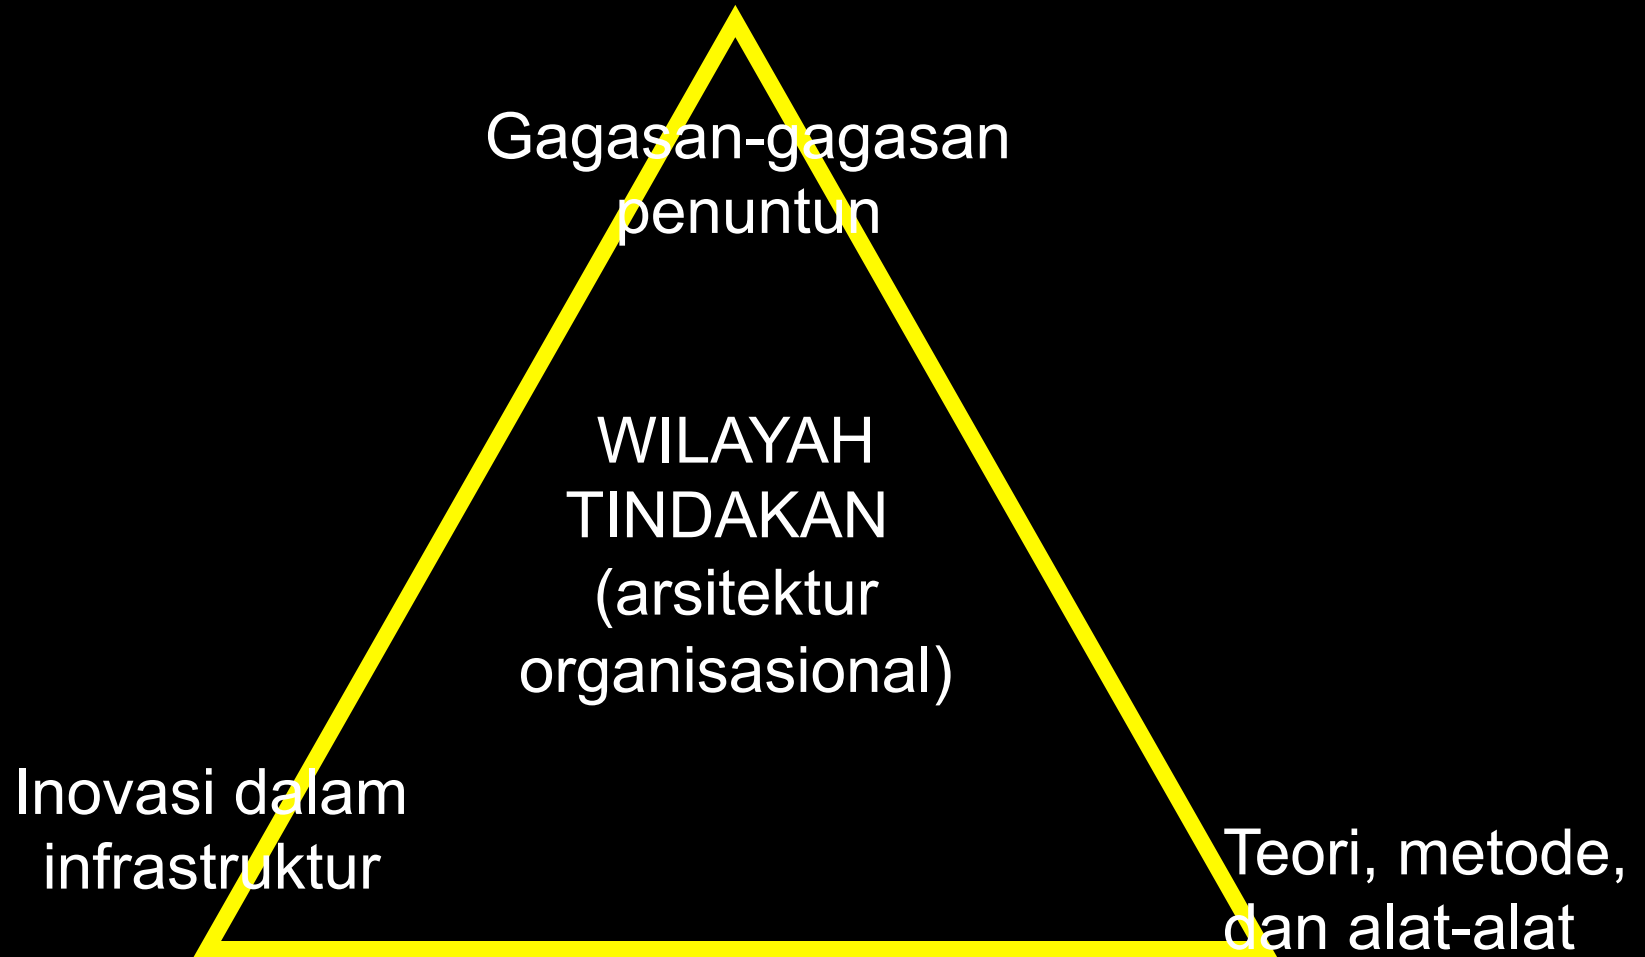 Gagasan-gagasan
penuntun
WILAYAH
TINDAKAN
(arsitektur
organisasional)
Inovasi dalam
infrastruktur
Teori, metode,
dan alat-alat